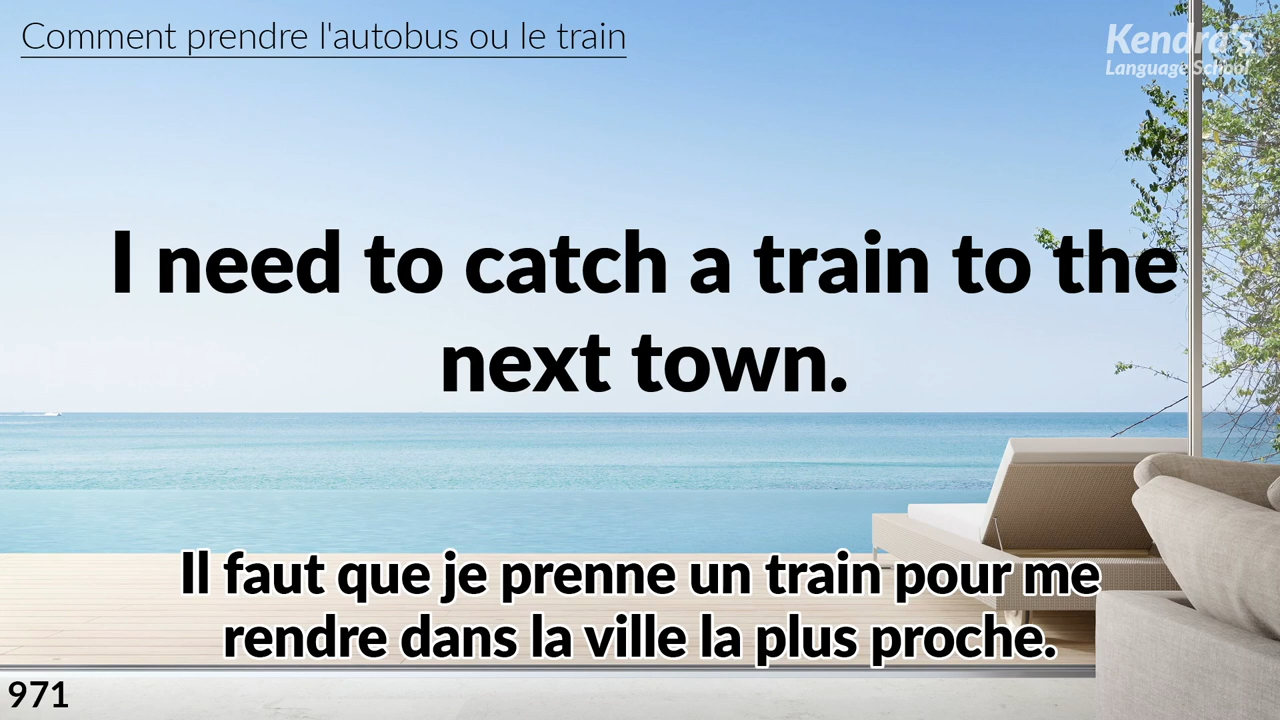 Comment prendre l'autobus ou le train
Kendra's
Language School
I need to catch a train to the
next town.
Il faut que je prenne un train pour me
rendre dans la ville la plus proche.
971